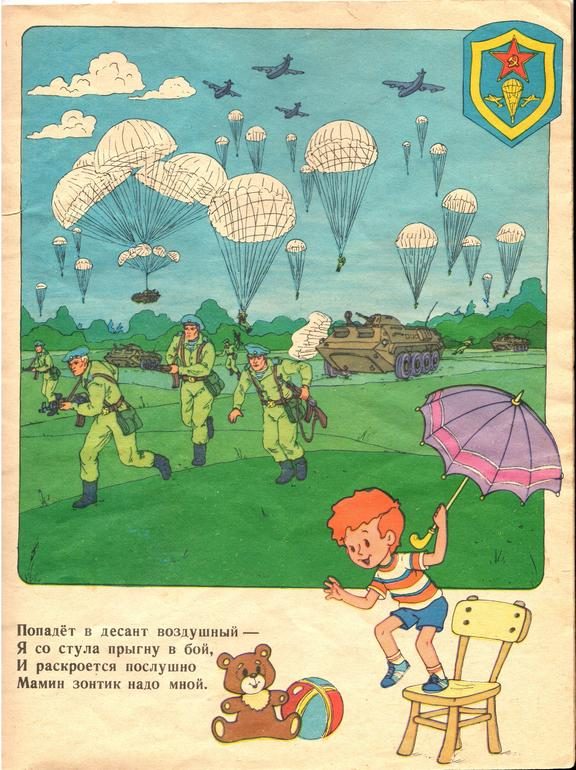 Попадёт в десант воздушный —
Я со стула прыгну в бой,
И раскроется послушно
Мамин зонтик надо мной.